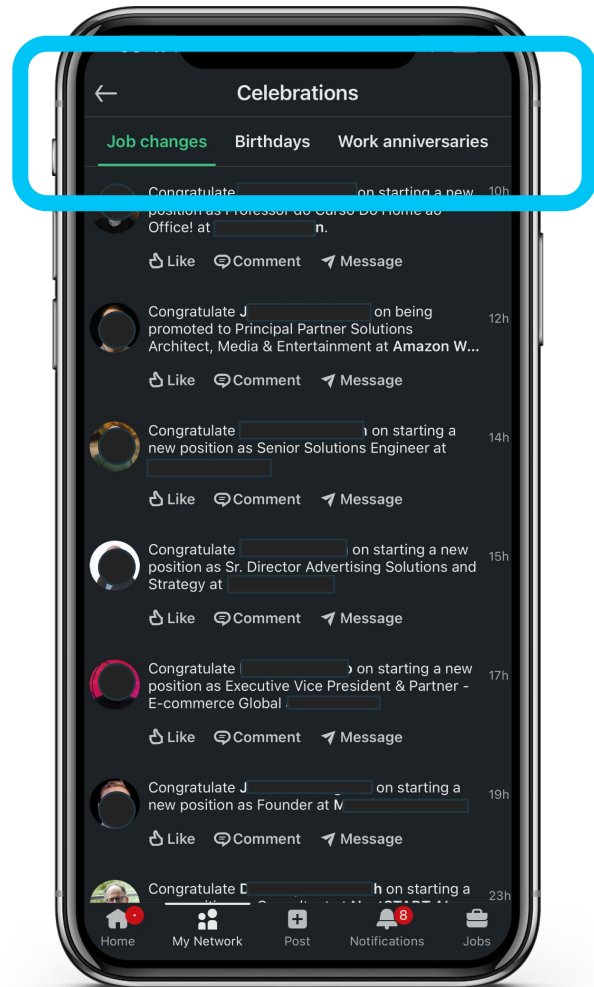 Celebrations
Job changes Birthdays Work anniversaries
Congratulate on starting a new 10h
position as Professor do Curso Do Home ao
Office! at n.
Like Comment Message
Congratulate J on being 12h
promoted to Principal Partner Solutions
Architect, Media & Entertainment at Amazon W...
Like Comment Message
Congratulate on starting a 14h
new position as Senior Solutions Engineer at
Like Comment Message
Congratulate on starting a new 15h
position as Sr. Director Advertising Solutions and
Strategy at
Like Comment Message
Congratulate on starting a new 17h
position as Executive Vice President & Partner -
E-commerce Global
Like Comment Message
Congratulate J on starting a 19h
new position as Founder at M
Like Comment Message
Congratulate D h on starting a 23h
Home My Network Post 8 Notifications Jobs